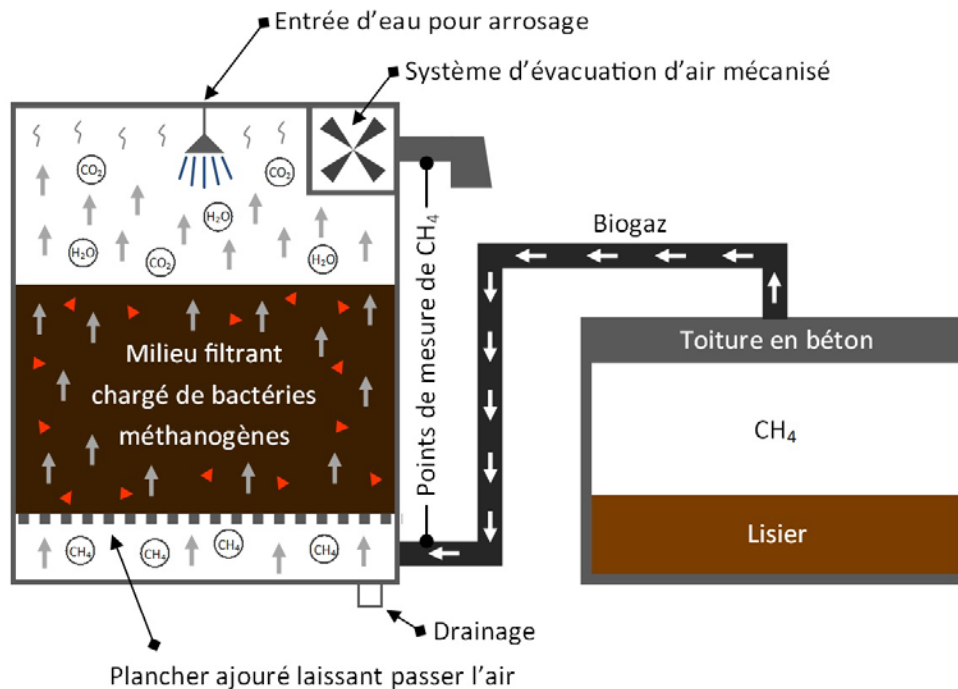 Entrée d'eau pour arrosage
Système d'évacuation d'air mécanisé
CO₂
CO₂
H₂O
H₂O
CO₂
H₂O
Points de mesure de CH₄
Biogaz
Milieu filtrant
chargé de bactéries
méthanogènes
Toiture en béton
CH₄
Lisier
CH₄
CH₄
CH₄
CH₄
Drainage
Plancher ajouré laissant passer l'air